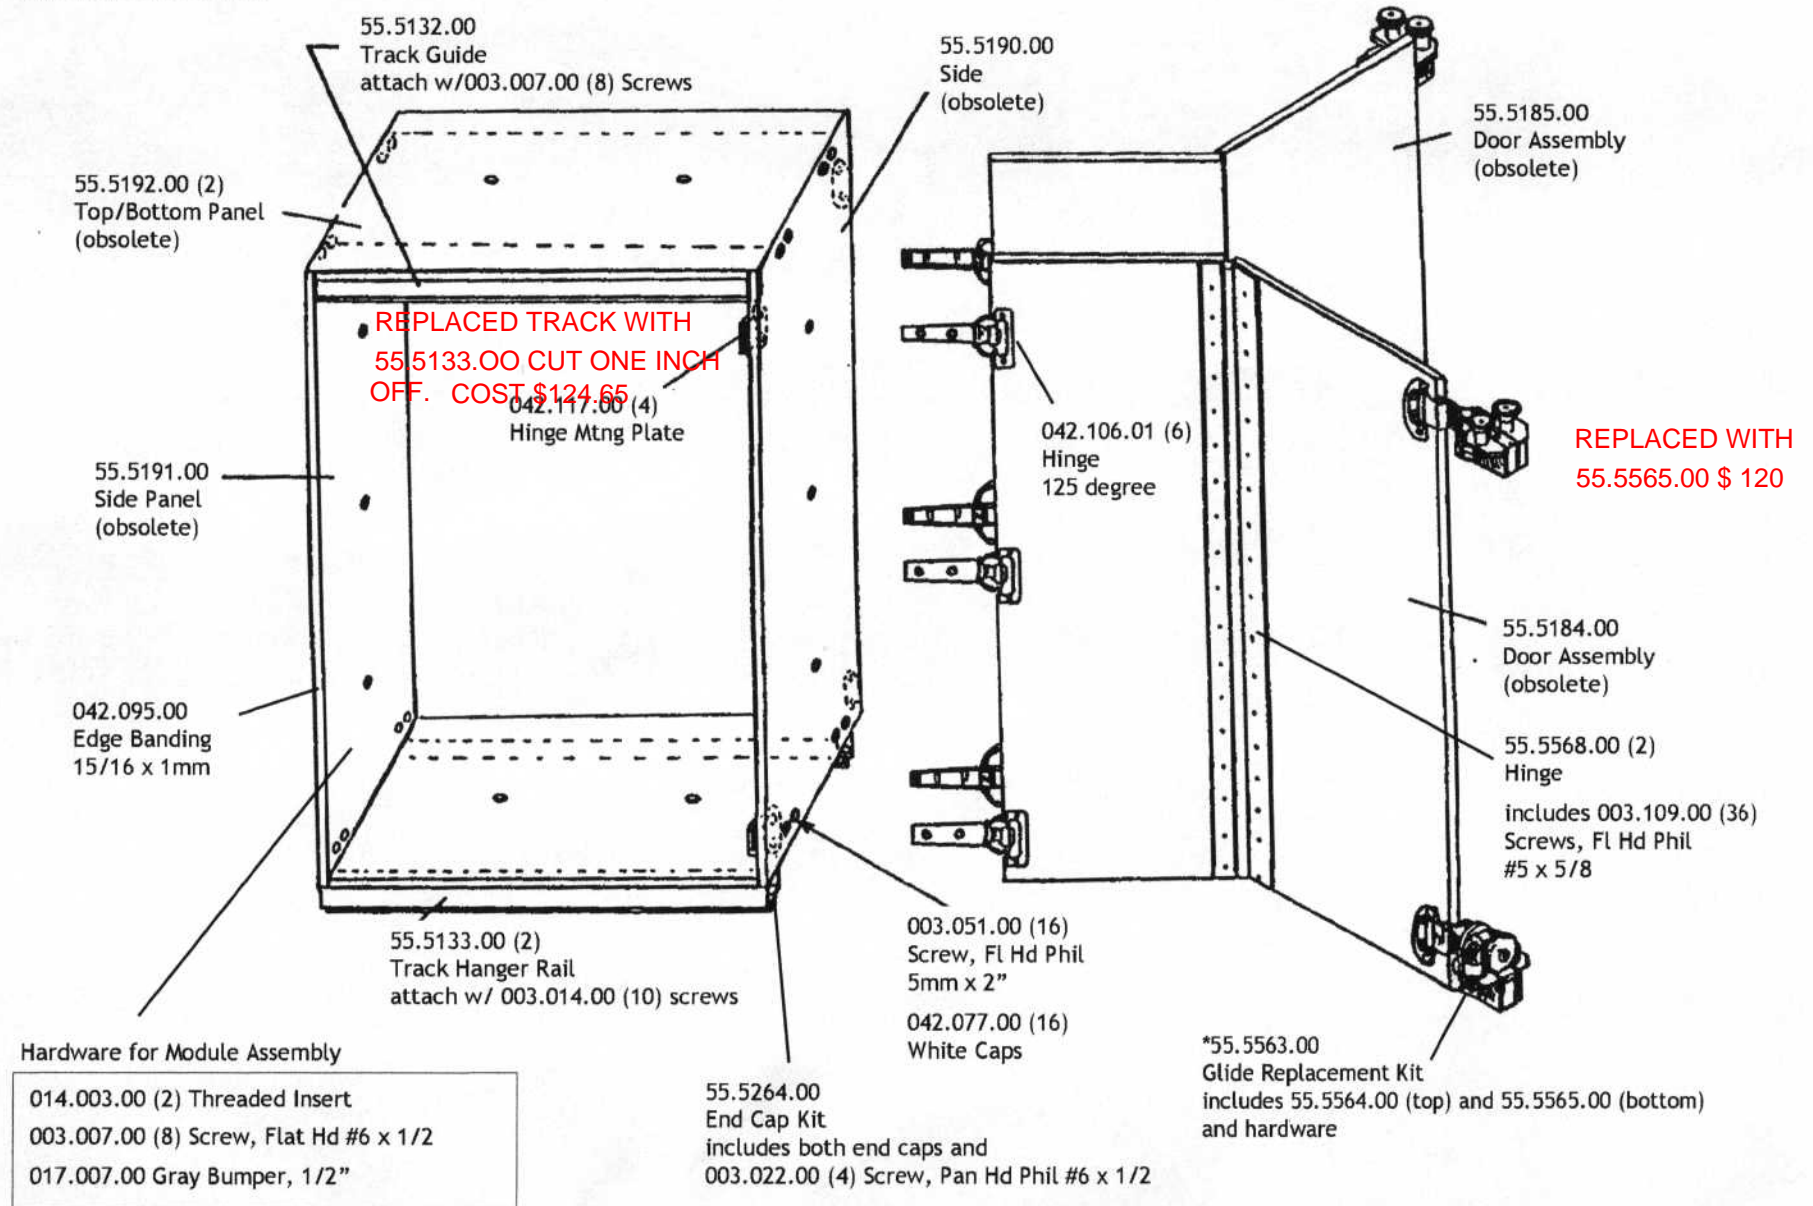 55.5132.00
Track Guide
attach w/003.007.00 (8) Screws
55.5190.00
Side
(obsolete)
55.5185.00
Door Assembly
(obsolete)
55.5192.00 (2)
Top/Bottom Panel
(obsolete)
REPLACED TRACK WITH
55.5133.OO CUT ONE INCH
OFF. COST $124.65
042.117.00 (4)
Hinge Mtng Plate
042.106.01 (6)
Hinge
125 degree
REPLACED WITH
55.5565.00 $ 120
55.5191.00
Side Panel
(obsolete)
55.5184.00
Door Assembly
(obsolete)
042.095.00
Edge Banding
15/16 x 1mm
55.5568.00 (2)
Hinge
includes 003.109.00 (36)
Screws, Fl Hd Phil
#5 x 5/8
55.5133.00 (2)
Track Hanger Rail
attach w/ 003.014.00 (10) screws
003.051.00 (16)
Screw, Fl Hd Phil
5mm x 2"
042.077.00 (16)
White Caps
Hardware for Module Assembly
014.003.00 (2) Threaded Insert
003.007.00 (8) Screw, Flat Hd #6 x 1/2
017.007.00 Gray Bumper, 1/2"
55.5264.00
End Cap Kit
includes both end caps and
003.022.00 (4) Screw, Pan Hd Phil #6 x 1/2
*55.5563.00
Glide Replacement Kit
includes 55.5564.00 (top) and 55.5565.00 (bottom)
and hardware